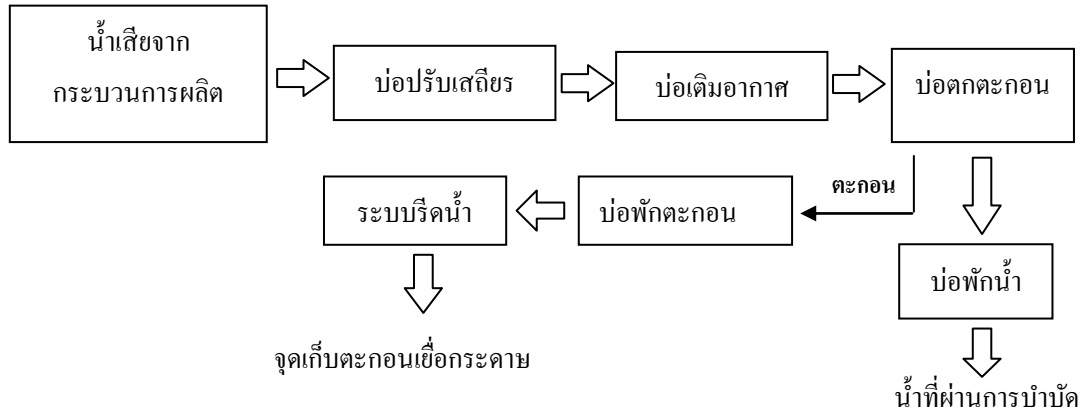 น้ำเสียจาก
กระบวนการผลิต
บ่อปรับเสถียร
บ่อเติมอากาศ
บ่อตกตะกอน
ตะกอน
ระบบรีดน้ำ
บ่อพักตะกอน
บ่อพักน้ำ
จุดเก็บตะกอนเยื่อกระดาษ
น้ำที่ผ่านการบำบัด